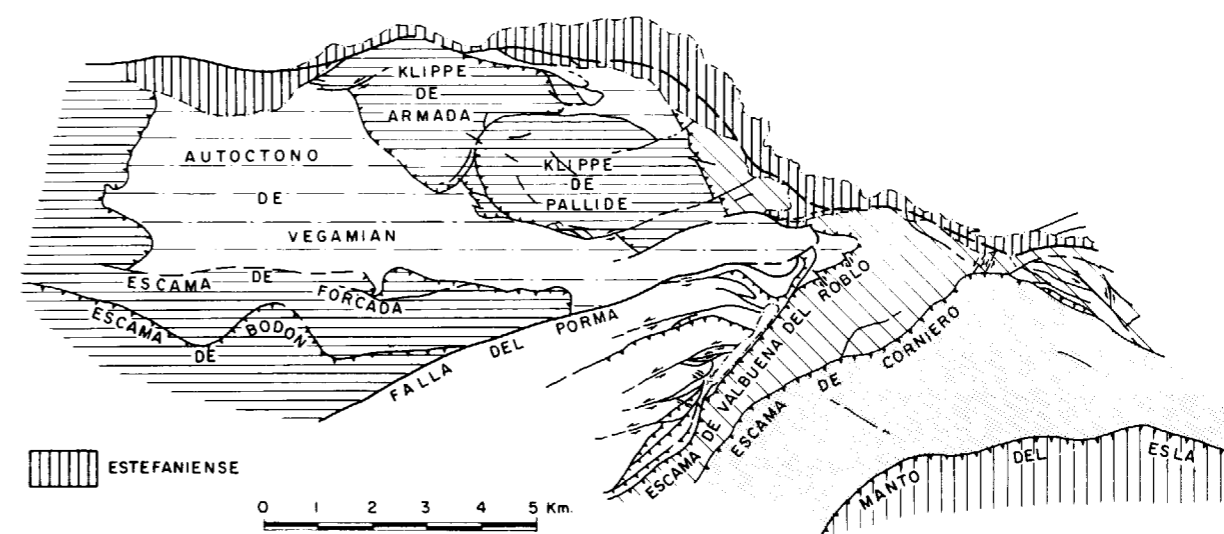 KLIPPE
DE
ARMADA
AUTOCTONO
DE
VEGAMIAN
KLIPPE
DE
PALLIDE
ESCAMA DE FORCADA
ESCAMA DE BODON
FALLA DEL PORMA
ESCAMA DE VALBUENA DEL ROBLO
ESCAMA DE CORNIERO
MANTO DEL ESLA
ESTEFANIENSE
0 1 2 3 4 5 Km.